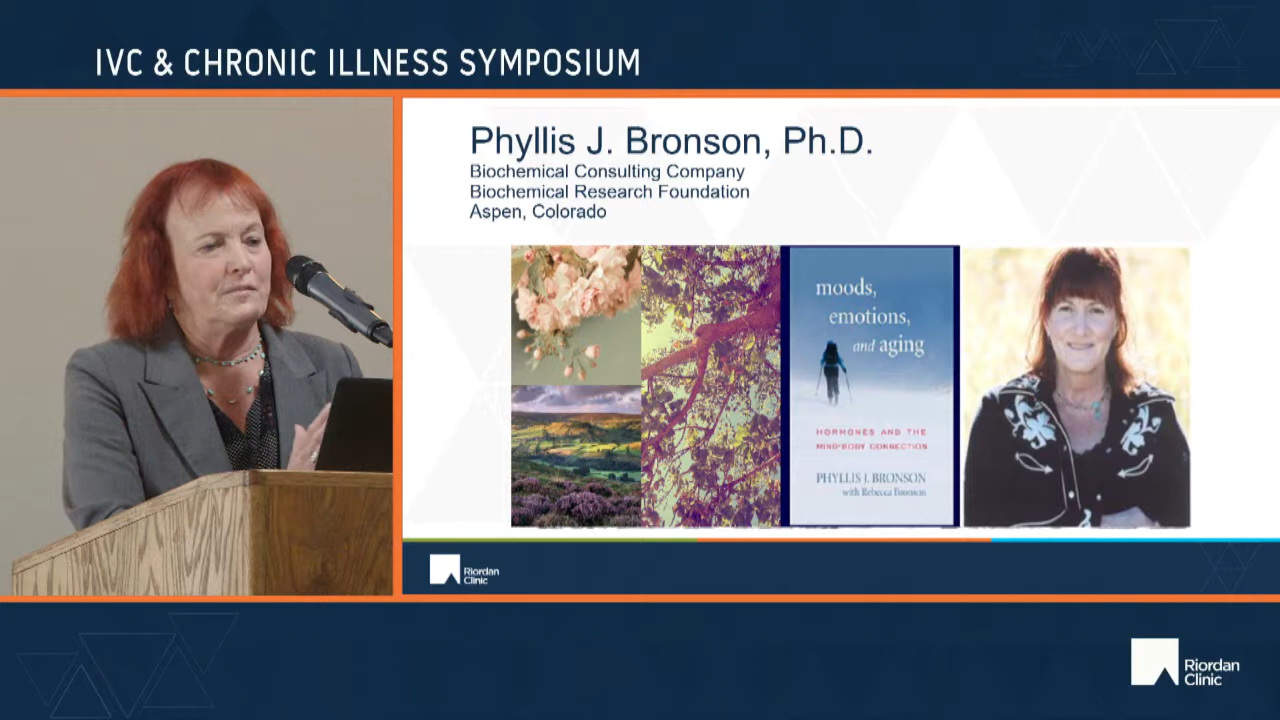 IVC & CHRONIC ILLNESS SYMPOSIUM
Phyllis J. Bronson, Ph.D.
Biochemical Consulting Company
Biochemical Research Foundation
Aspen, Colorado
moods,
emotions,
and aging
HORMONES AND THE
MIND-BODY CONNECTION
PHYLLIS J. BRONSON
with Rebecca Bronson
Riordan
Clinic
Riordan
Clinic